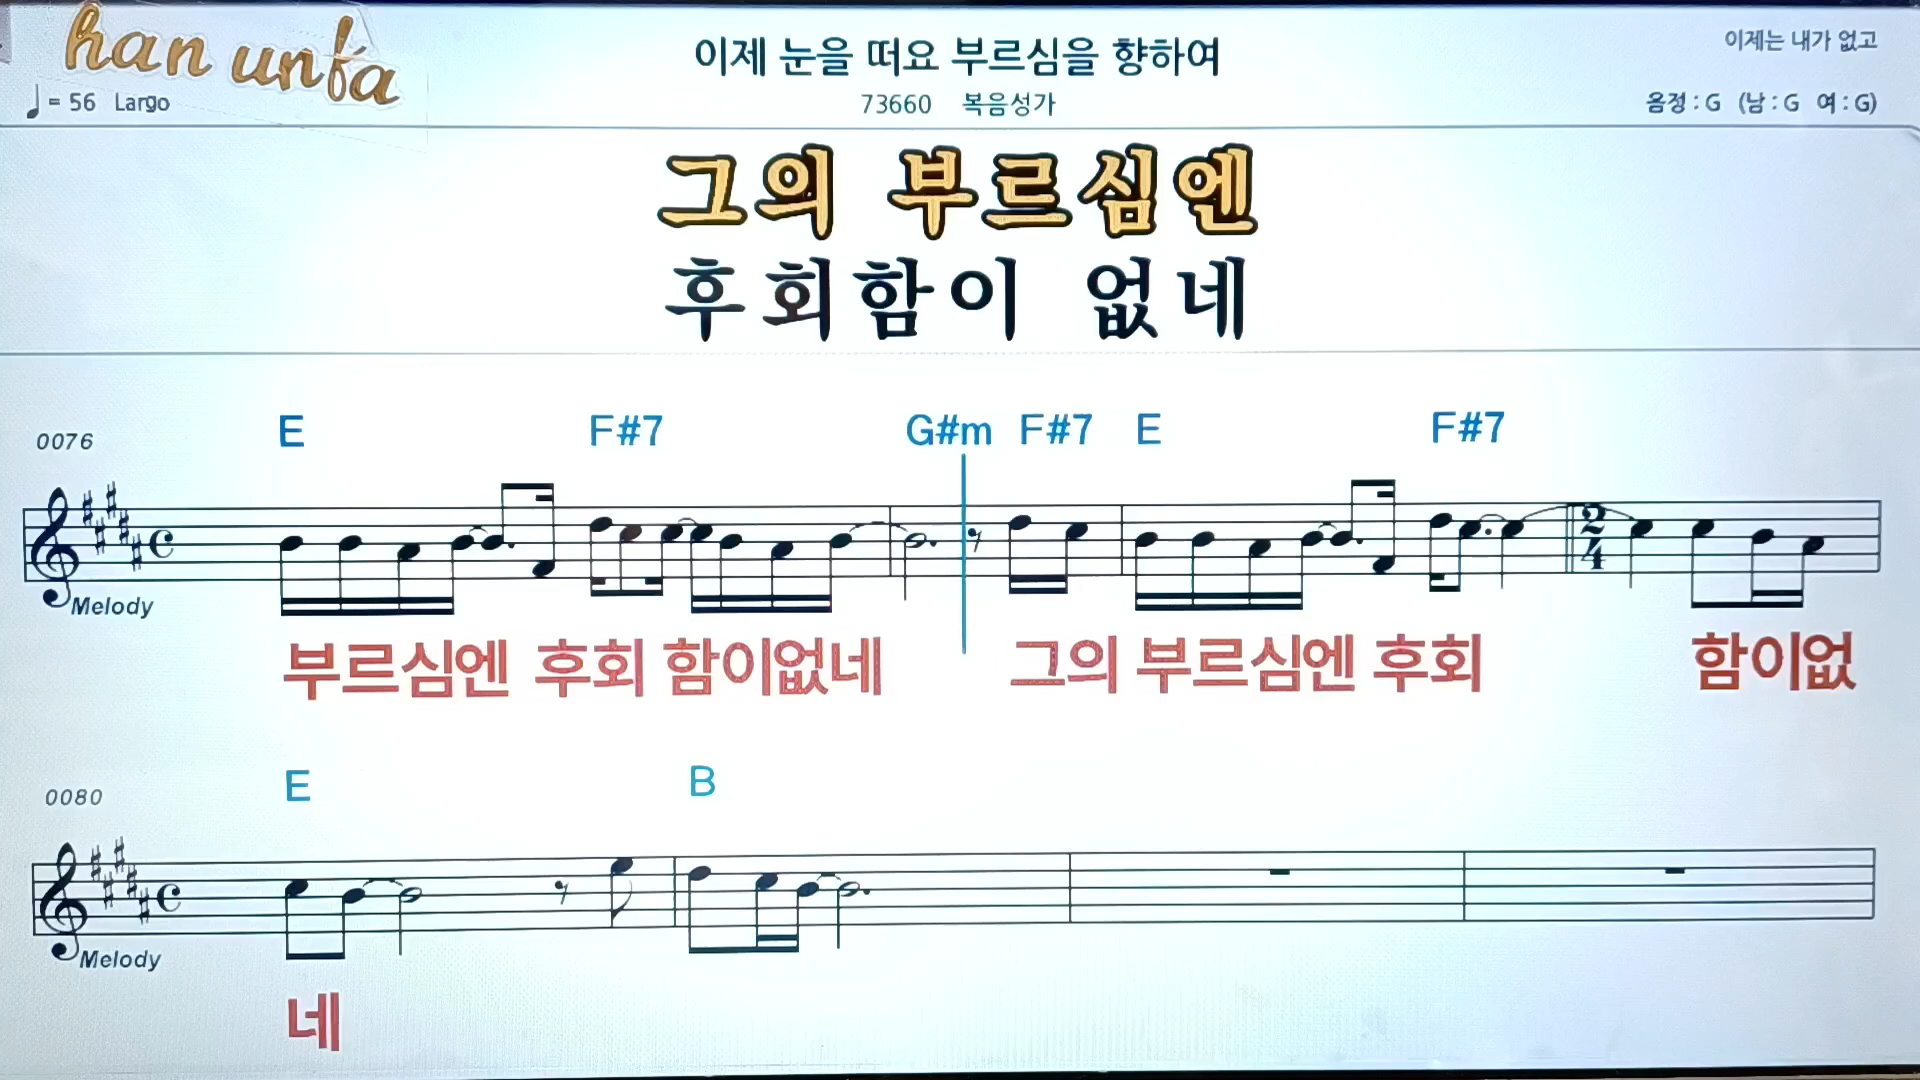 han unfa
이제 눈을 떠요 부르심을 향하여
이제는 내가 없고
♩= 56 Largo
73660 복음성가
음정 : G (남 : G 여 : G)
그의 부르심엔
후회함이 없네
0076
E F#7 G#m F#7 E F#7
2
4
Melody
부르심엔 후회 함이없네 그의 부르심엔 후회 함이없
0080
E B
Melody
네